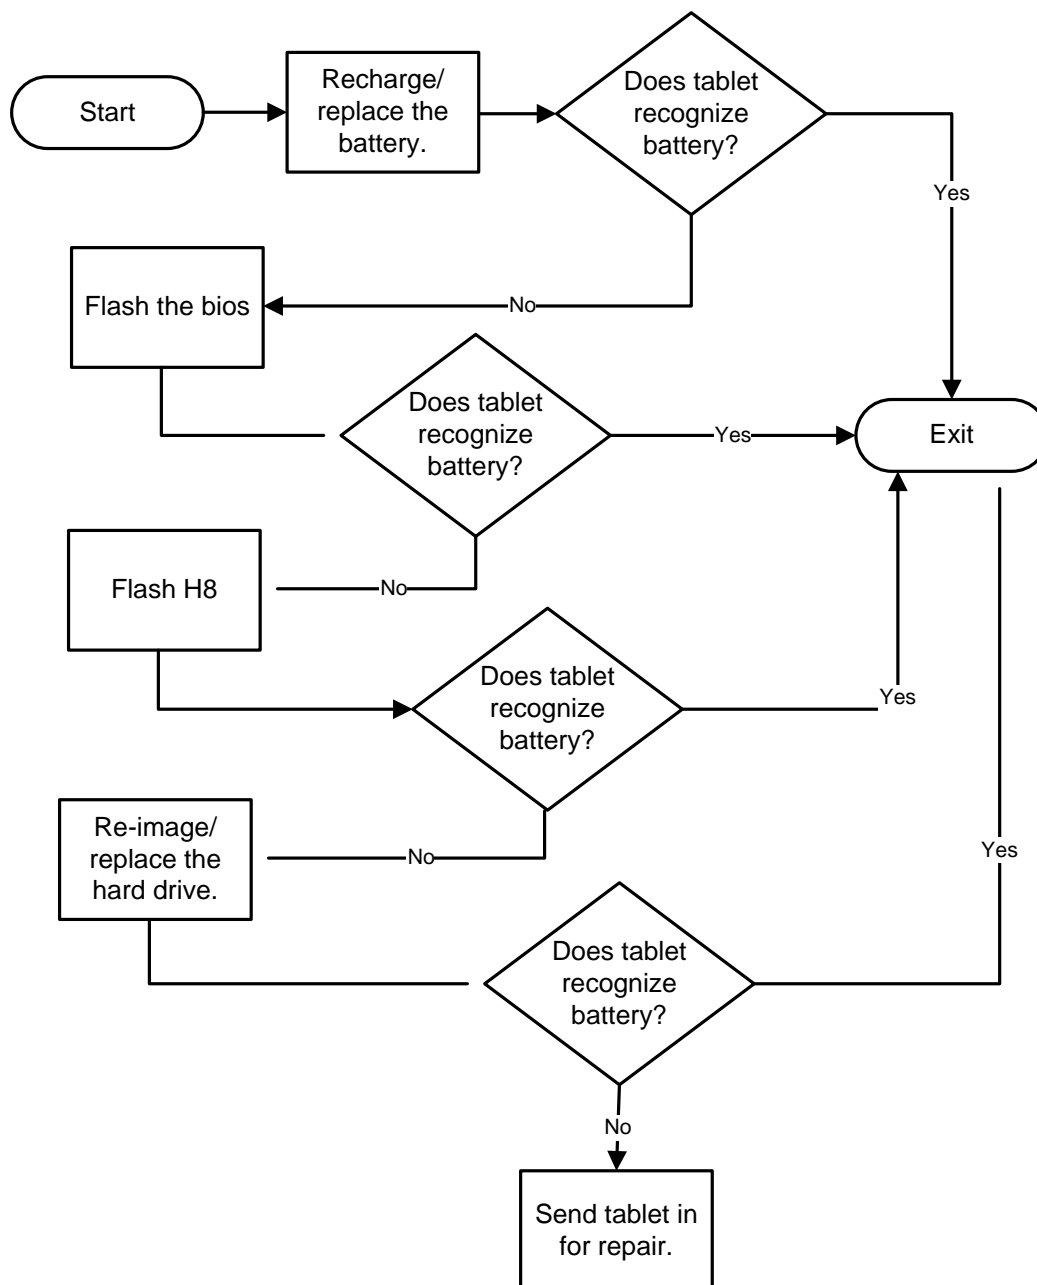 Start
Recharge/
replace the
battery.
Does tablet
recognize
battery?
Yes
Flash the bios
No
Does tablet
recognize
battery?
Yes
Exit
Flash H8
No
Does tablet
recognize
battery?
Yes
Re-image/
replace the
hard drive.
No
Yes
Does tablet
recognize
battery?
No
Send tablet in
for repair.